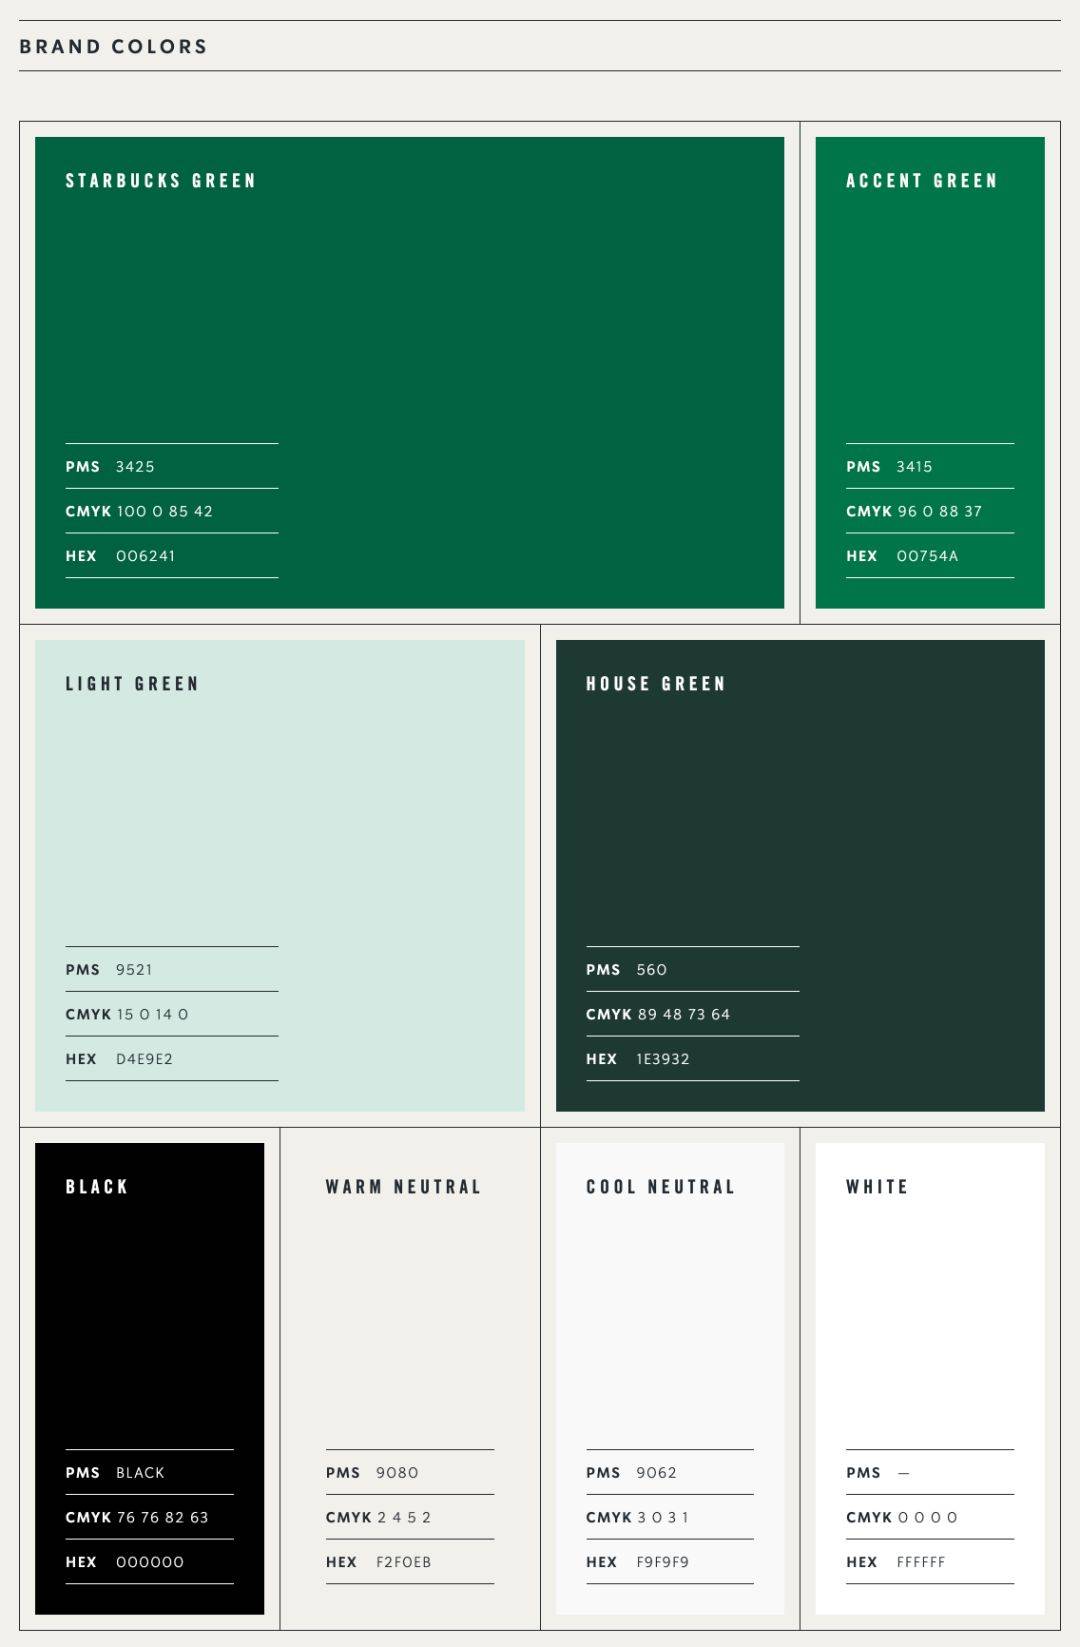 BRAND COLORS
STARBUCKS GREEN
PMS 3425
CMYK 100 0 85 42
HEX 006241
ACCENT GREEN
PMS 3415
CMYK 96 0 88 37
HEX 00754A
LIGHT GREEN
PMS 9521
CMYK 15 0 14 0
HEX D4E9E2
HOUSE GREEN
PMS 560
CMYK 89 48 73 64
HEX 1E3932
BLACK
PMS BLACK
CMYK 76 76 82 63
HEX 000000
WARM NEUTRAL
PMS 9080
CMYK 2 4 5 2
HEX F2F0EB
COOL NEUTRAL
PMS 9062
CMYK 3 0 3 1
HEX F9F9F9
WHITE
PMS —
CMYK 0 0 0 0
HEX FFFFFF